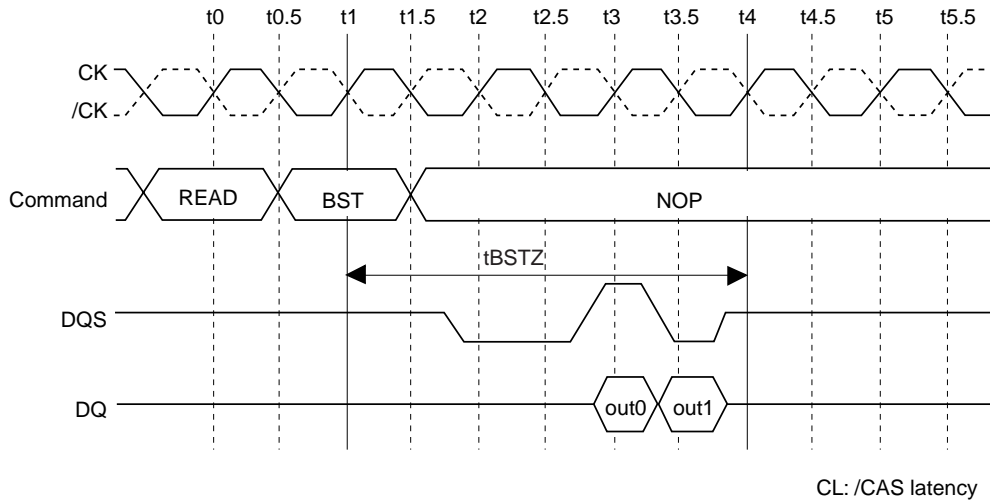 t0 t0.5 t1 t1.5 t2 t2.5 t3 t3.5 t4 t4.5 t5 t5.5
CK
/CK
Command READ BST NOP
tBSTZ
DQS
DQ out0 out1
CL: /CAS latency